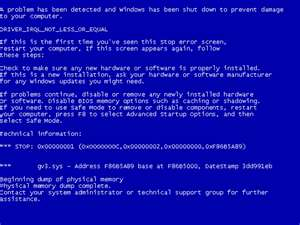 A problem has been detected and Windows has been shut down to prevent damage
to your computer.
DRIVER_IRQL_NOT_LESS_OR_EQUAL
If this is the first time you've seen this stop error screen,
restart your computer, If this screen appears again, follow
these steps:
Check to make sure any new hardware or software is properly installed.
If this is a new installation, ask your hardware or software manufacturer
for any Windows updates you might need.
If problems continue, disable or remove any newly installed hardware
or software. Disable BIOS memory options such as caching or shadowing.
If you need to use Safe Mode to remove or disable components, restart
your computer, press F8 to select Advanced Startup Options, and then
select Safe Mode.
Technical information:
*** STOP: 0x000000D1 (0x0000000C,0x00000002,0x00000000,0xF86B5A89)
*** gv3.sys - Address F86B5A89 base at F86B5000, DateStamp 3dd991eb
Beginning dump of physical memory
Physical memory dump complete.
Contact your system administrator or technical support group for further
assistance.